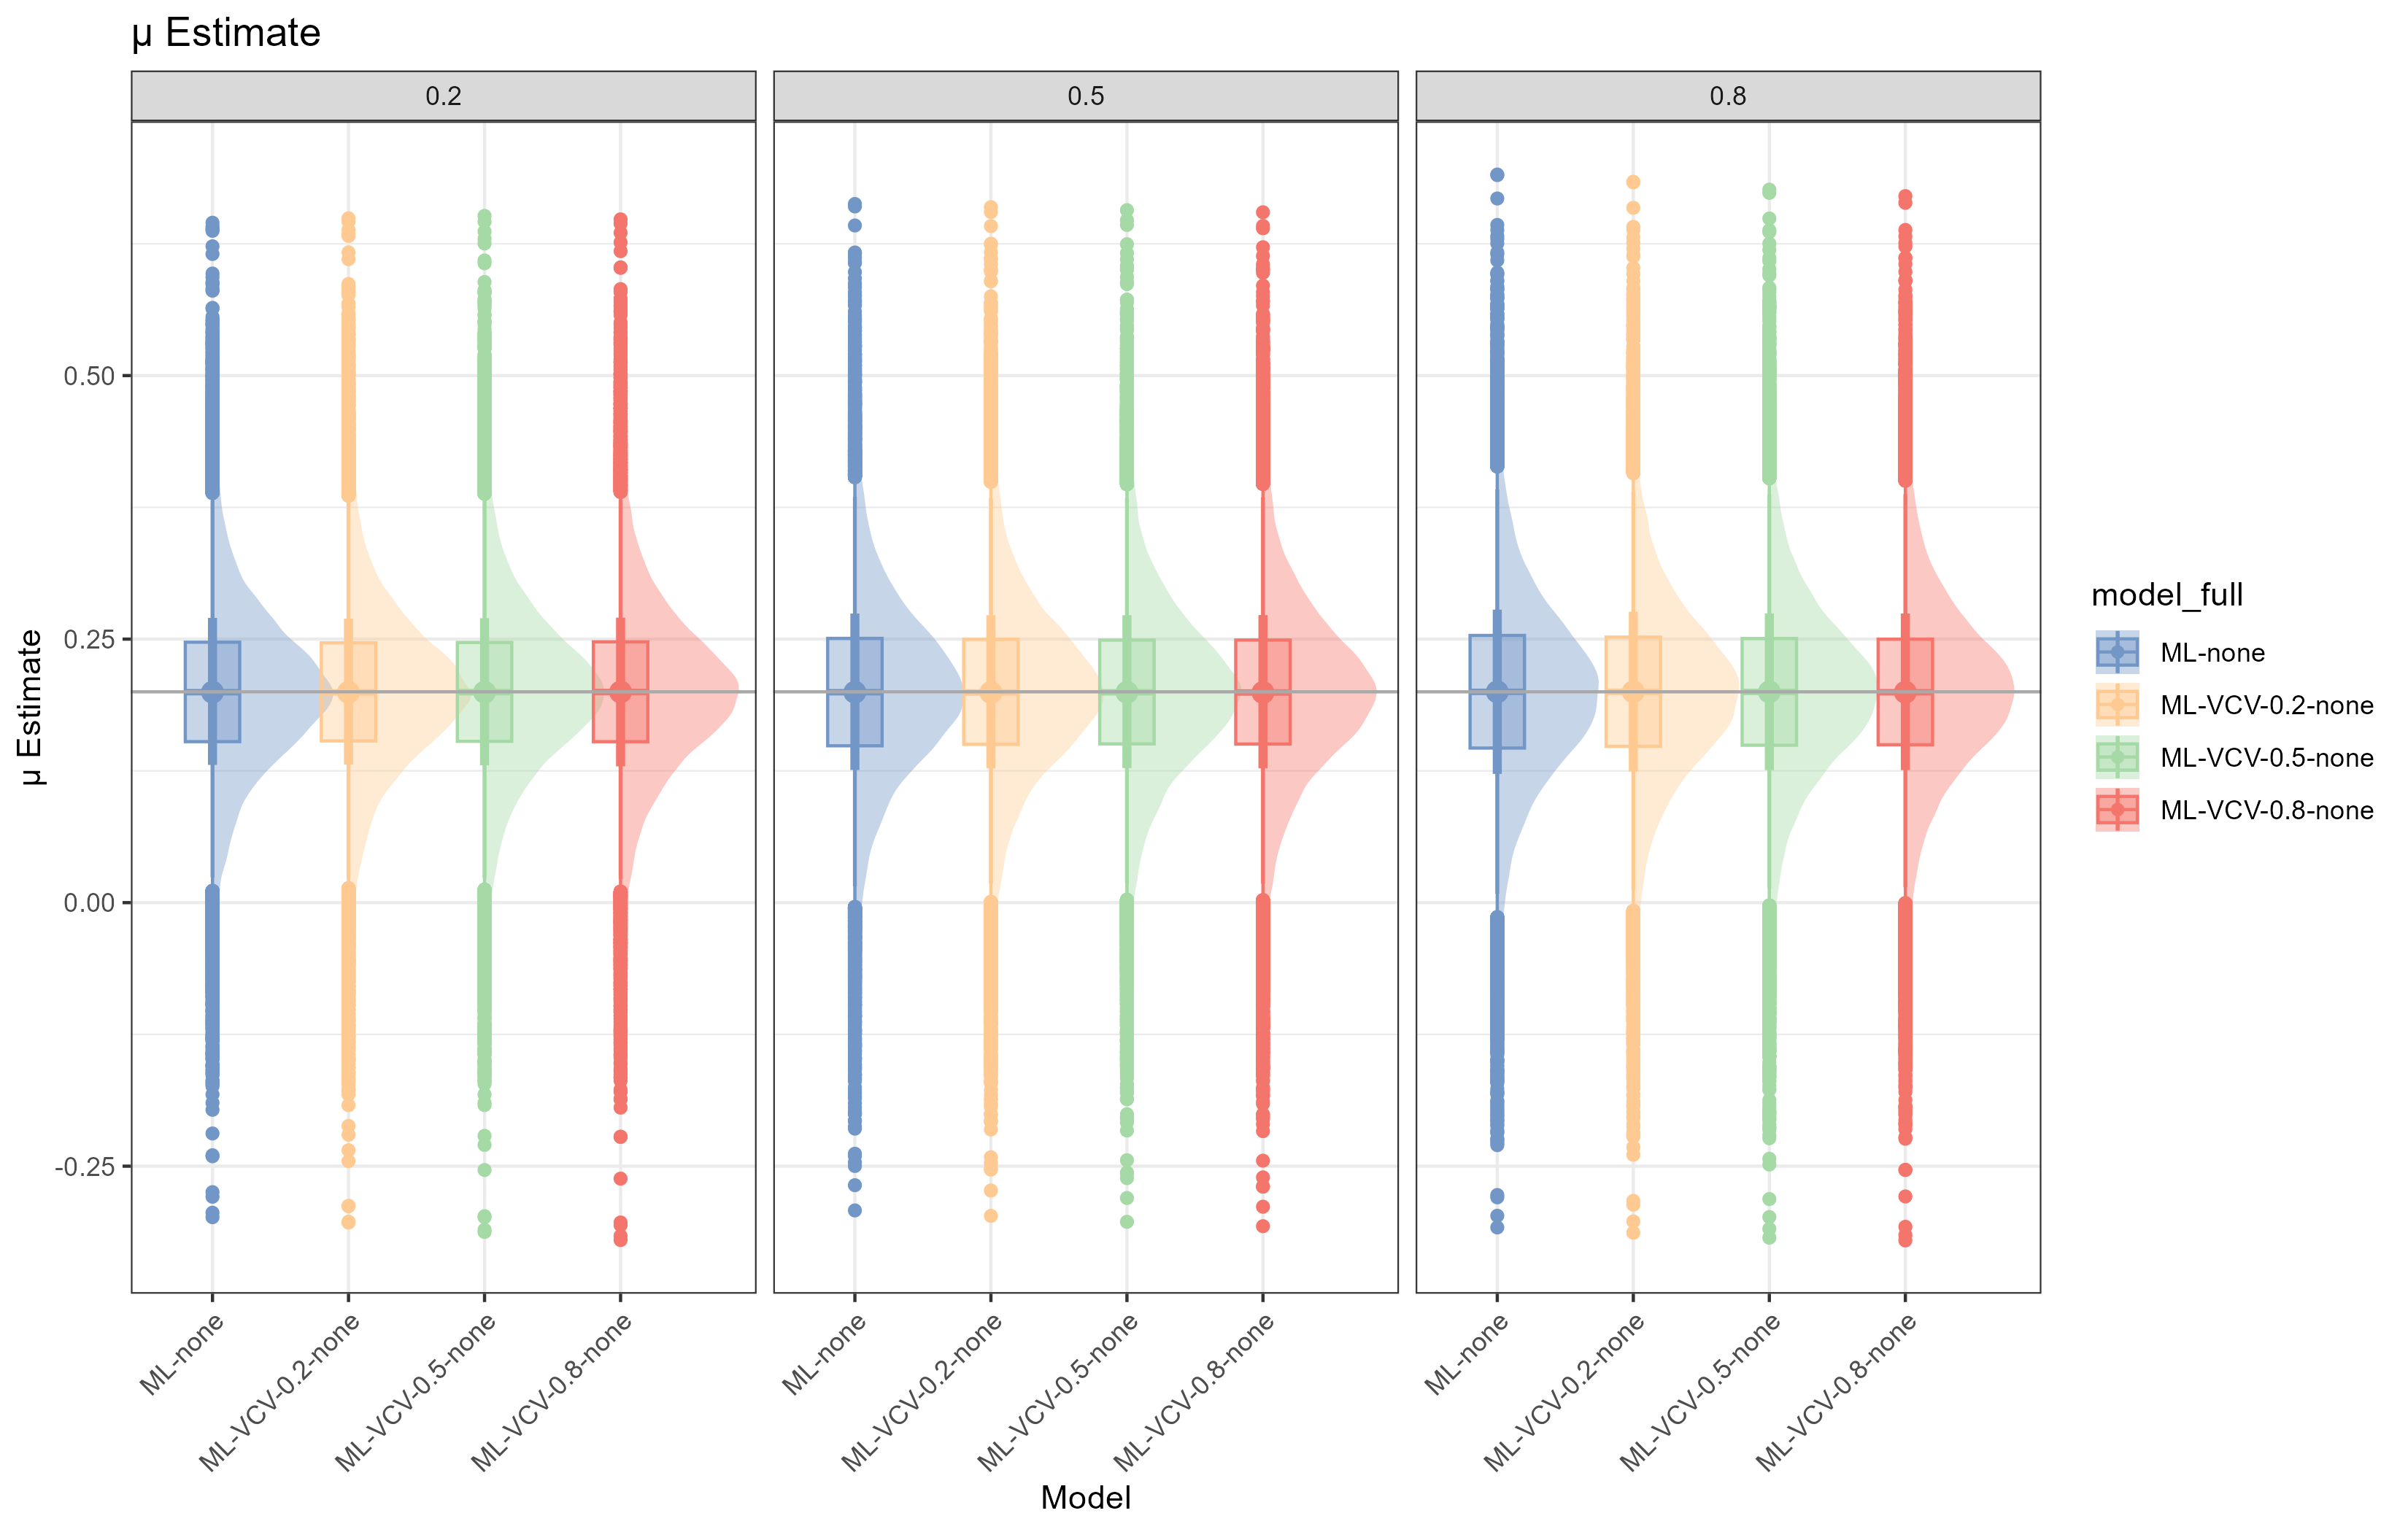 μ Estimate
0.2
0.5
0.8
μ Estimate
0.50
0.25
0.00
-0.25
ML-none
ML-VCV-0.2-none
ML-VCV-0.5-none
ML-VCV-0.8-none
ML-none
ML-VCV-0.2-none
ML-VCV-0.5-none
ML-VCV-0.8-none
ML-none
ML-VCV-0.2-none
ML-VCV-0.5-none
ML-VCV-0.8-none
Model
model_full
ML-none
ML-VCV-0.2-none
ML-VCV-0.5-none
ML-VCV-0.8-none